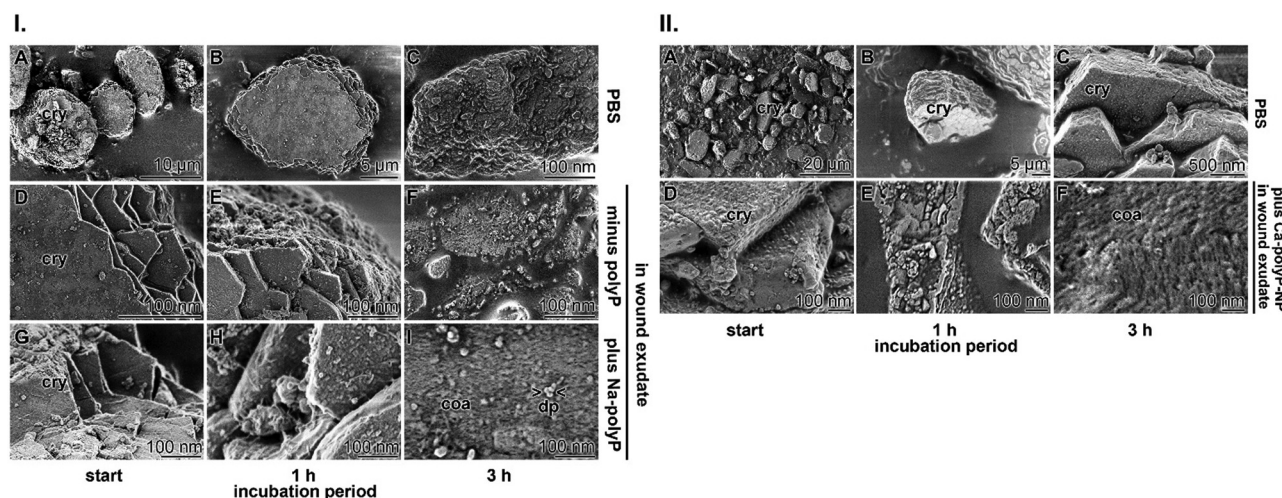 I.
A
cry
10 µm
B
5 µm
C
100 nm
PBS
D
cry
100 nm
E
100 nm
F
100 nm
minus polyP
G
cry
100 nm
H
100 nm
I
coa
> <
dp
100 nm
plus Na-polyP
in wound exudate
start
1 h
3 h
incubation period
II.
A
cry
20 µm
B
cry
5 µm
C
cry
500 nm
PBS
D
cry
100 nm
E
100 nm
F
coa
100 nm
plus Ca-polyP-NP
in wound exudate
start
1 h
3 h
incubation period